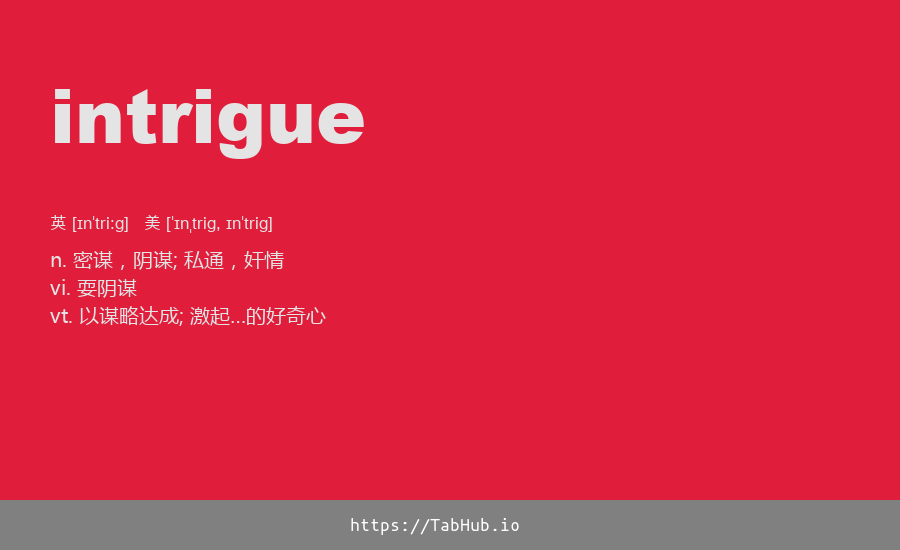 intrigue
英 [ɪn'triːg] 美 ['ɪnˌtrig, ɪn'trig]
n. 密谋，阴谋; 私通，奸情
vi. 耍阴谋
vt. 以谋略达成; 激起...的好奇心
https://TabHub.io